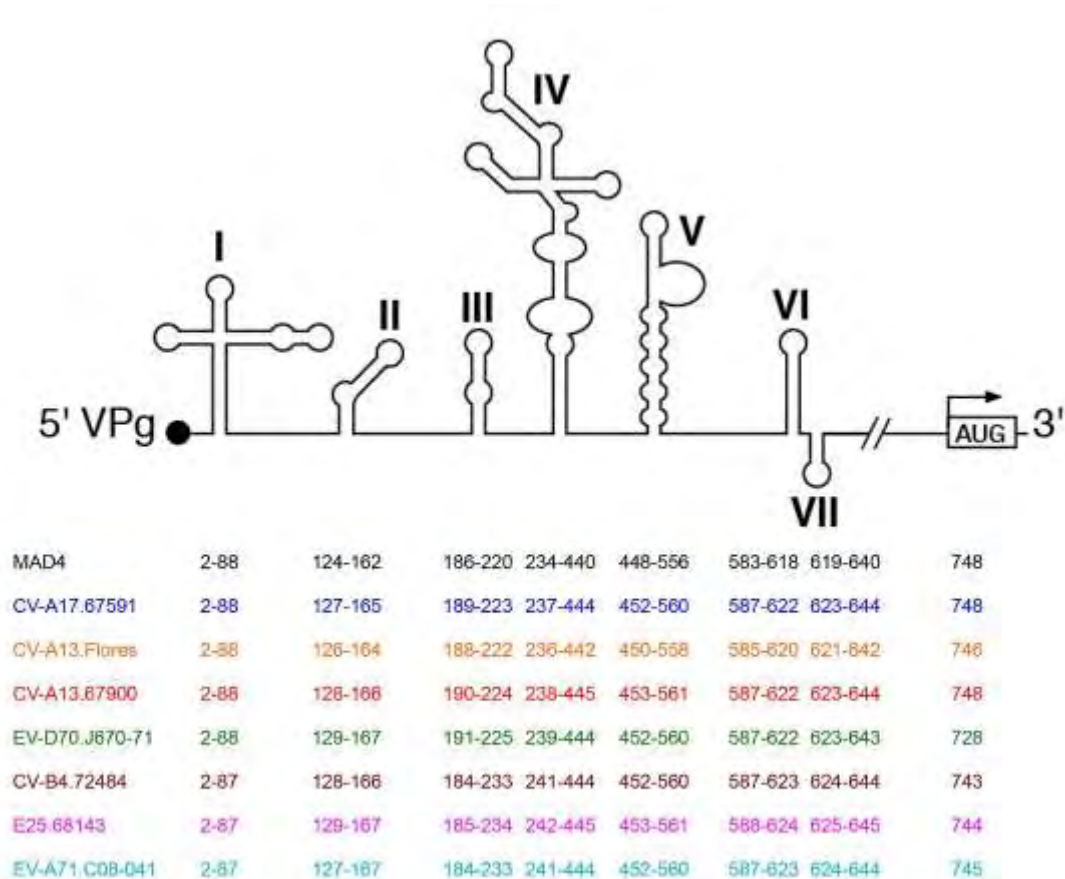 IV
V
I
II
III
VI
5' VPg
AUG
3'
VII
MAD4 2-88 124-162 186-220 234-440 448-556 583-618 619-640 748
CV-A17.67591 2-88 127-165 189-223 237-444 452-560 587-622 623-644 748
CV-A13.Flores 2-88 126-164 188-222 236-442 450-558 585-620 621-642 746
CV-A13.67900 2-88 128-166 190-224 238-445 453-561 587-622 623-644 748
EV-D70.J670-71 2-88 129-167 191-225 239-444 452-560 587-622 623-643 728
CV-B4.72484 2-87 128-166 184-233 241-444 452-560 587-623 624-644 743
E25.68143 2-87 129-167 185-234 242-445 453-561 588-624 625-645 744
EV-A71.C08-041 2-87 127-167 184-233 241-444 452-560 587-623 624-644 745